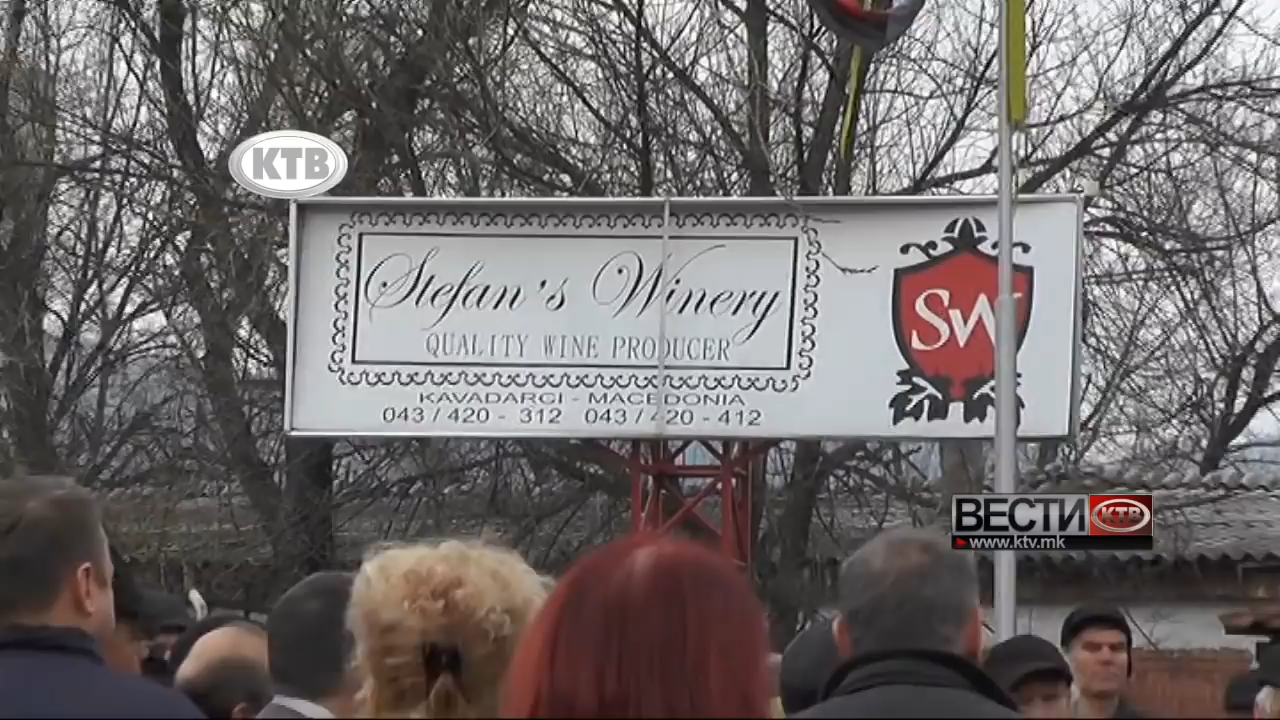 КТВ
Stefan's Winery
QUALITY WINE PRODUCER
KAVADARCI - MACEDONIA
043 / 420 - 312 043 / 420 - 412
SW
ВЕСТИ КТВ
www.ktv.mk